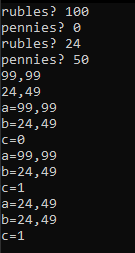 rubles? 100
pennies? 0
rubles? 24
pennies? 50
99,99
24,49
a=99,99
b=24,49
c=0
a=99,99
b=24,49
c=1
a=24,49
b=24,49
c=1